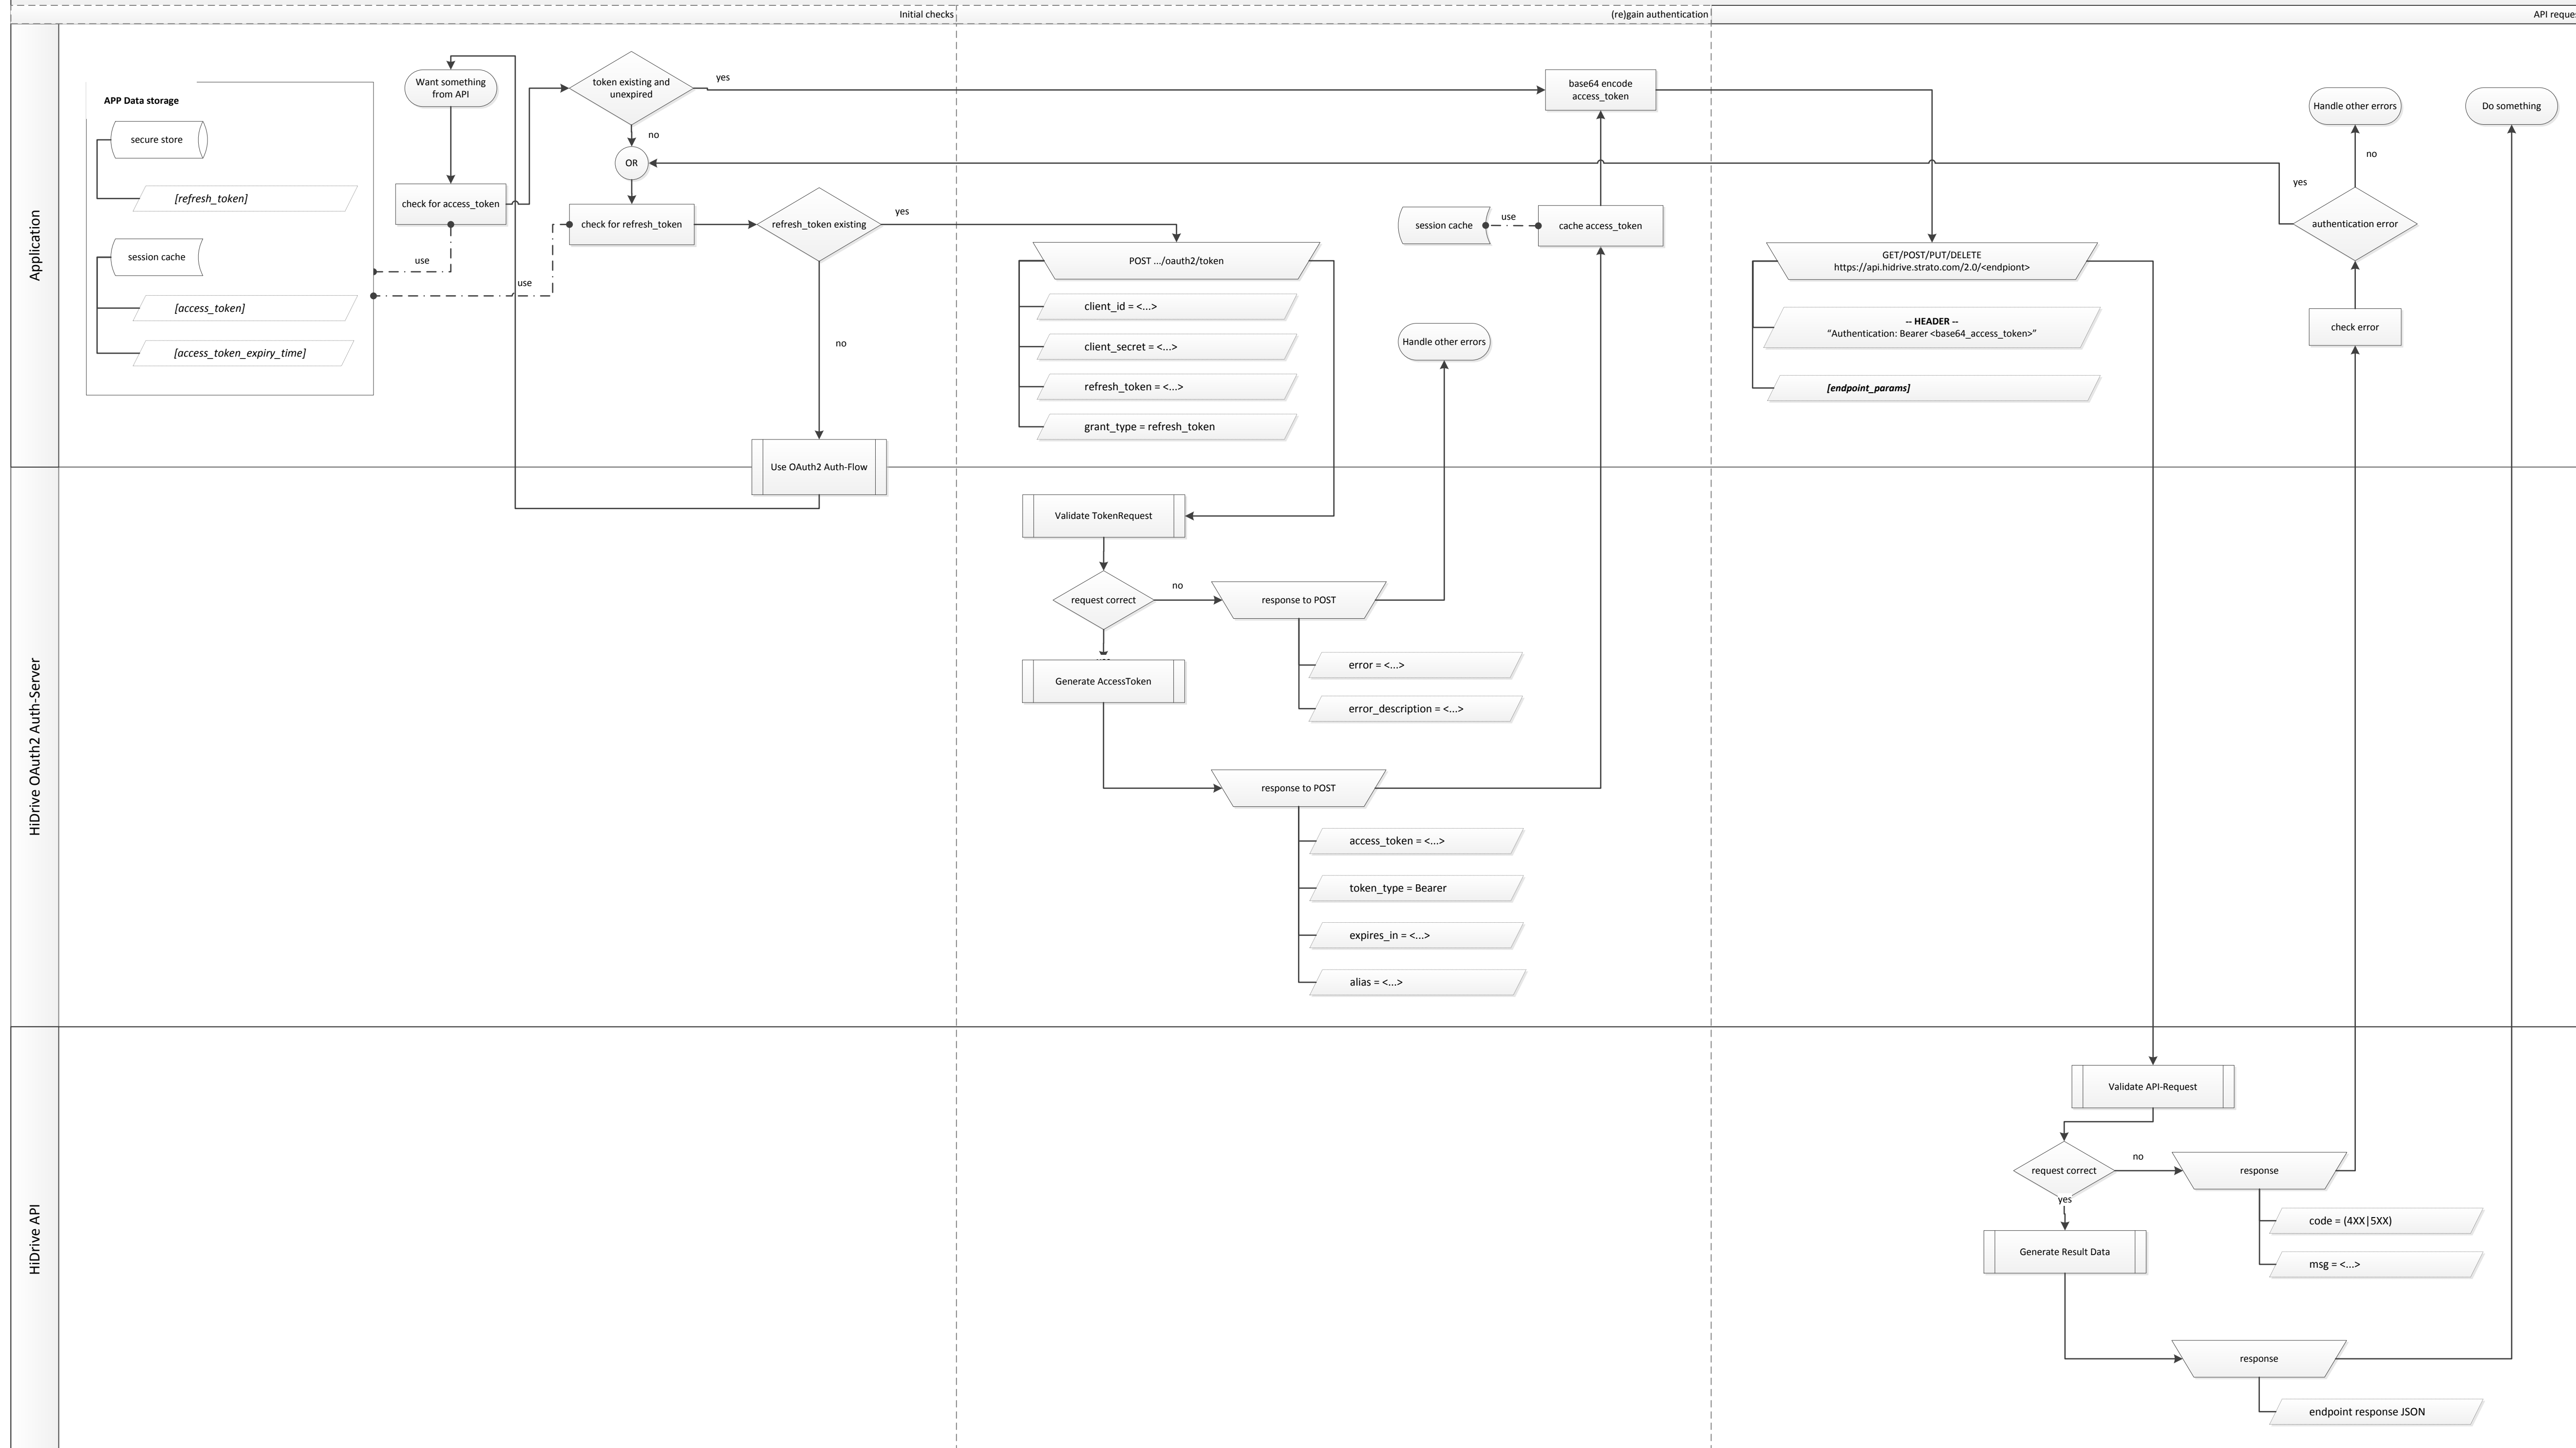 Initial checks
(re)gain authentication
Application
APP Data storage
secure store
[refresh_token]
session cache
[access_token]
[access_token_expiry_time]
Want something
from API
check for access_token
use
use
token existing and
unexpired
yes
no
OR
check for refresh_token
refresh_token existing
yes
no
Use OAuth2 Auth-Flow
POST .../oauth2/token
client_id = <...>
client_secret = <...>
refresh_token = <...>
grant_type = refresh_token
Handle other errors
session cache
use
cache access_token
base64 encode
access_token
GET/POST/PUT/DELETE
https://api.hidrive.strato.com/2.0/<endpiont>
-- HEADER --
“Authentication: Bearer <base64_access_token>”
[endpoint_params]
Handle other errors
no
yes
authentication error
check error
Do something
HiDrive OAuth2 Auth-Server
Validate TokenRequest
request correct
no
response to POST
error = <...>
error_description = <...>
Generate AccessToken
response to POST
access_token = <...>
token_type = Bearer
expires_in = <...>
alias = <...>
HiDrive API
Validate API-Request
request correct
no
yes
response
code = (4XX|5XX)
msg = <...>
Generate Result Data
response
endpoint response JSON